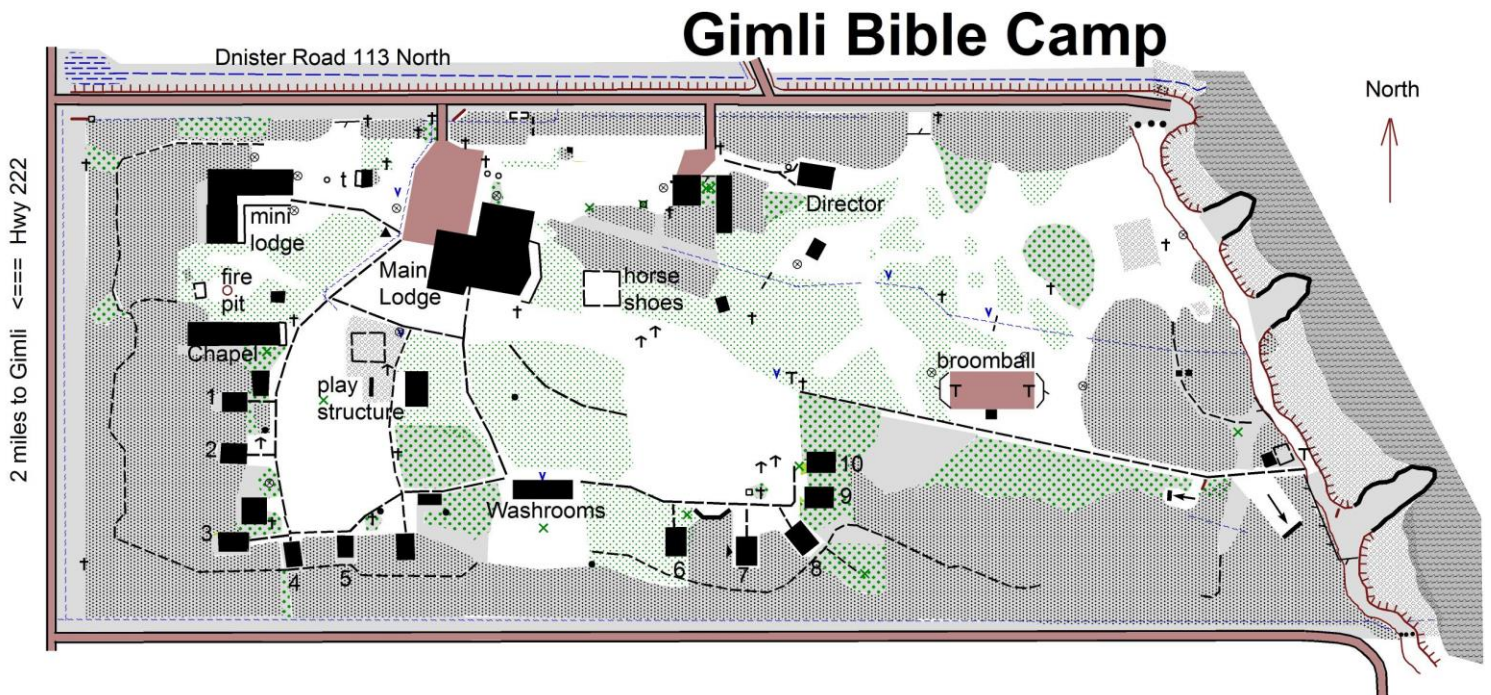 Gimli Bible Camp
Dnister Road 113 North
North
2 miles to Gimli <=== Hwy 222
t
mini
lodge
Director
fire
pit
Main
Lodge
horse
shoes
Chapel
play
structure
broomball
1
2
3
4
5
Washrooms
6
7
8
9
10